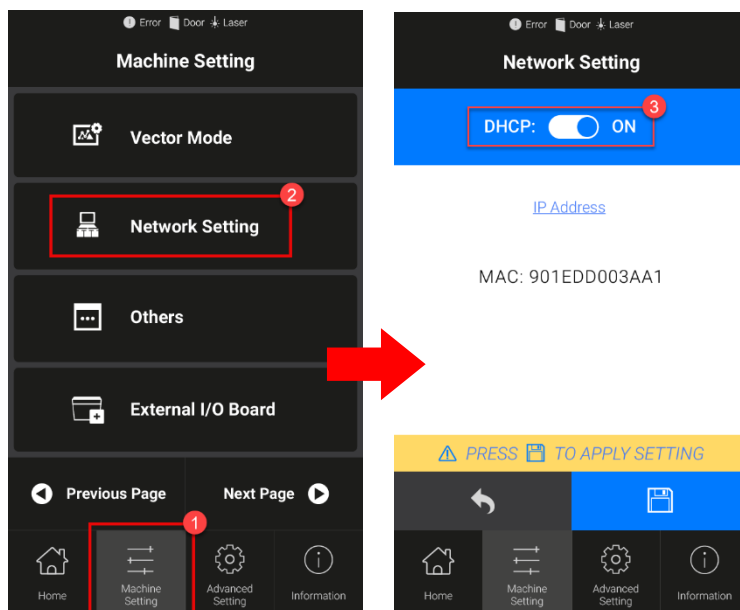 Error Door Laser
Machine Setting
Vector Mode
2
Network Setting
Others
External I/O Board
Previous Page Next Page
1
Home Machine Setting Advanced Setting Information
Error Door Laser
Network Setting
3
DHCP: ON
IP Address
MAC: 901EDD003AA1
PRESS TO APPLY SETTING
Home Machine Setting Advanced Setting Information